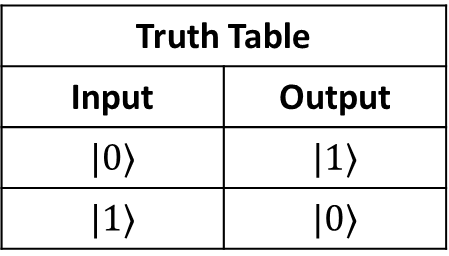 Truth Table
Input Output
|0⟩ |1⟩
|1⟩ |0⟩